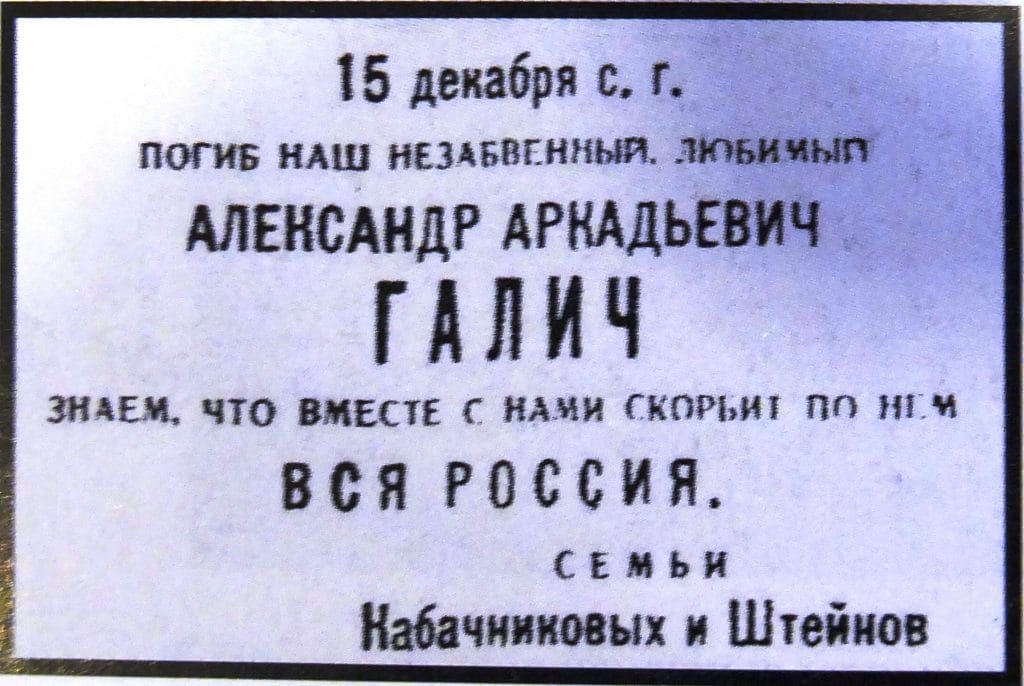 15 декабря с. г.
ПОГИБ НАШ НЕЗАБВЕННЫЙ, ЛЮБИМЫЙ
АЛЕКСАНДР АРКАДЬЕВИЧ
ГАЛИЧ
ЗНАЕМ, ЧТО ВМЕСТЕ С НАМИ СКОРБИТ ПО НЕМ
ВСЯ РОССИЯ.
СЕМЬИ
Кабачниковых и Штейнов